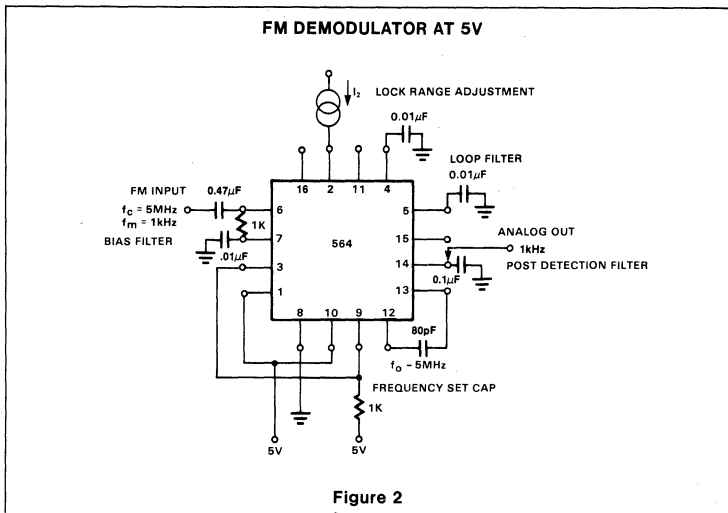 FM DEMODULATOR AT 5V
I2 LOCK RANGE ADJUSTMENT
0.01µF
LOOP FILTER
0.01µF
16 2 11 4
FM INPUT 0.47µF
fc = 5MHz
fm = 1kHz
BIAS FILTER
.01µF
1K
6
7
3
1
564
5
15
14
13
ANALOG OUT
1kHz
POST DETECTION FILTER
0.1µF
8 10 9 12
80pF
fo – 5MHz
FREQUENCY SET CAP
1K
5V 5V
Figure 2